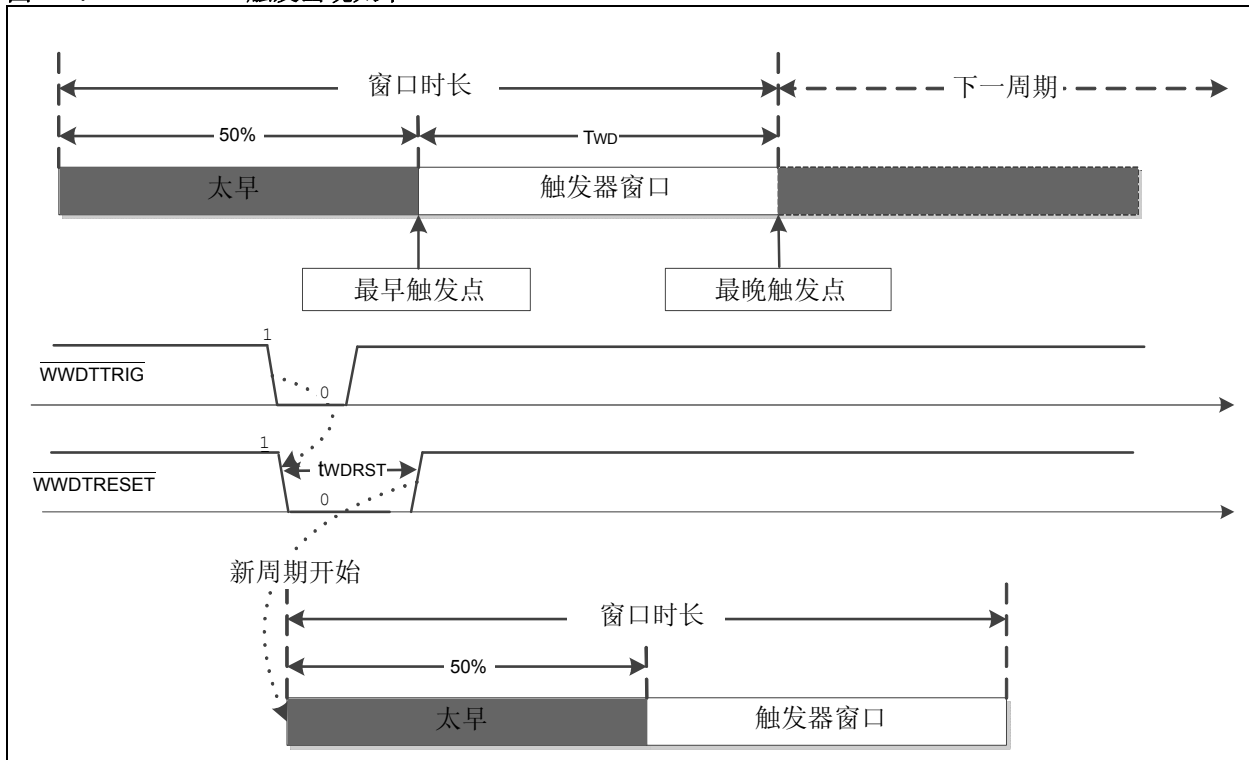 窗口时长
下一周期
50%
TWD
太早
触发器窗口
最早触发点
最晚触发点
1
WWDTTRIG
0
1
tWDRST
WWDTRESET
0
新周期开始
窗口时长
50%
太早
触发器窗口